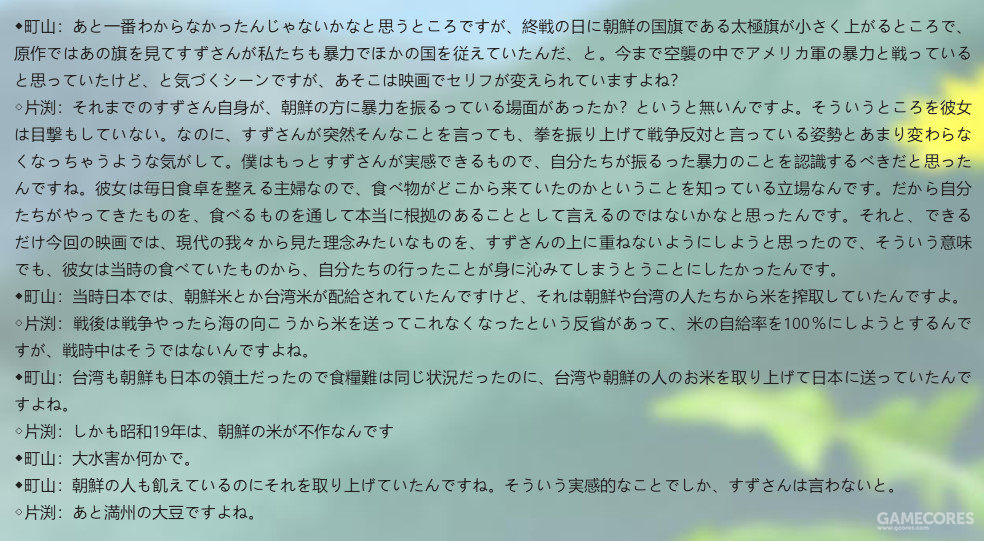 ◆町山：あと一番わからなかったんじゃないかなと思うところですが、終戦の日に朝鮮の国旗である太極旗が小さく上がるところで、
原作ではあの旗を見てすずさんが私たちも暴力でほかの国を従えていたんだ、と。今まで空襲の中でアメリカ軍の暴力と戦っている
と思っていたけど、と気づくシーンですが、あそこは映画でセリフが変えられていますよね？
◇片渕：それまでのすずさん自身が、朝鮮の方に暴力を振るっている場面があったか？というと無いんですよ。そういうところを彼女
は目撃もしていない。なのに、すずさんが突然そんなことを言っても、拳を振り上げて戦争反対と言っている姿勢とあまり変わらな
くなっちゃうような気がして。僕はもっとすずさんが実感できるもので、自分たちが振るった暴力のことを認識するべきだと思った
んですね。彼女は毎日食卓を整える主婦なので、食べ物がどこから来ていたのかということを知っている立場なんです。だから自分
たちがやってきたものを、食べるものを通して本当に根拠のあることとして言えるのではないかなと思ったんです。それと、できる
だけ今回の映画では、現代の我々から見た理念みたいなものを、すずさんの上に重ねないようにしようと思ったので、そういう意味
でも、彼女は当時の食べていたものから、自分たちの行ったことが身に沁みてしまうとうことにしたかったんです。
◆町山：当時日本では、朝鮮米とか台湾米が配給されていたんですけど、それは朝鮮や台湾の人たちから米を搾取していたんですよ。
◇片渕：戦後は戦争やったら海の向こうから米を送ってこれなくなったという反省があって、米の自給率を100％にしようとするんで
すが、戦時中はそうではないんですよね。
◆町山：台湾も朝鮮も日本の領土だったので食糧難は同じ状況だったのに、台湾や朝鮮の人のお米を取り上げて日本に送っていたんで
すよね。
◇片渕：しかも昭和19年は、朝鮮の米が不作なんです
◆町山：大水害か何かで。
◆町山：朝鮮の人も飢えているのにそれを取り上げていたんですね。そういう実感的なことでしか、すずさんは言わないと。
◇片渕：あと満州の大豆ですよね。
GAMECORES
www.gcores.com